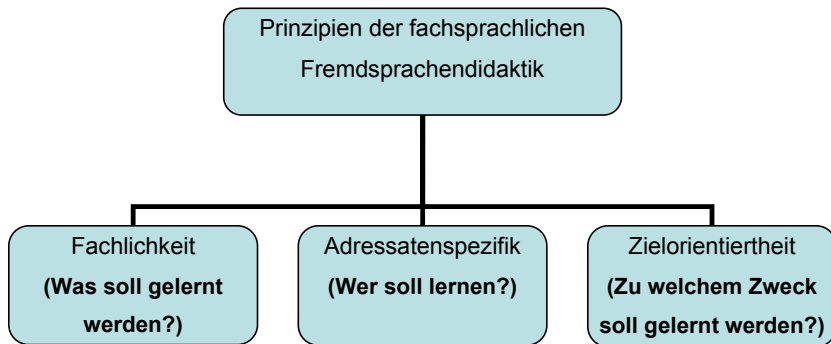 Prinzipien der fachsprachlichen
Fremdsprachendidaktik
Fachlichkeit
(Was soll gelernt
werden?)
Adressatenspezifik
(Wer soll lernen?)
Zielorientiertheit
(Zu welchem Zweck
soll gelernt werden?)